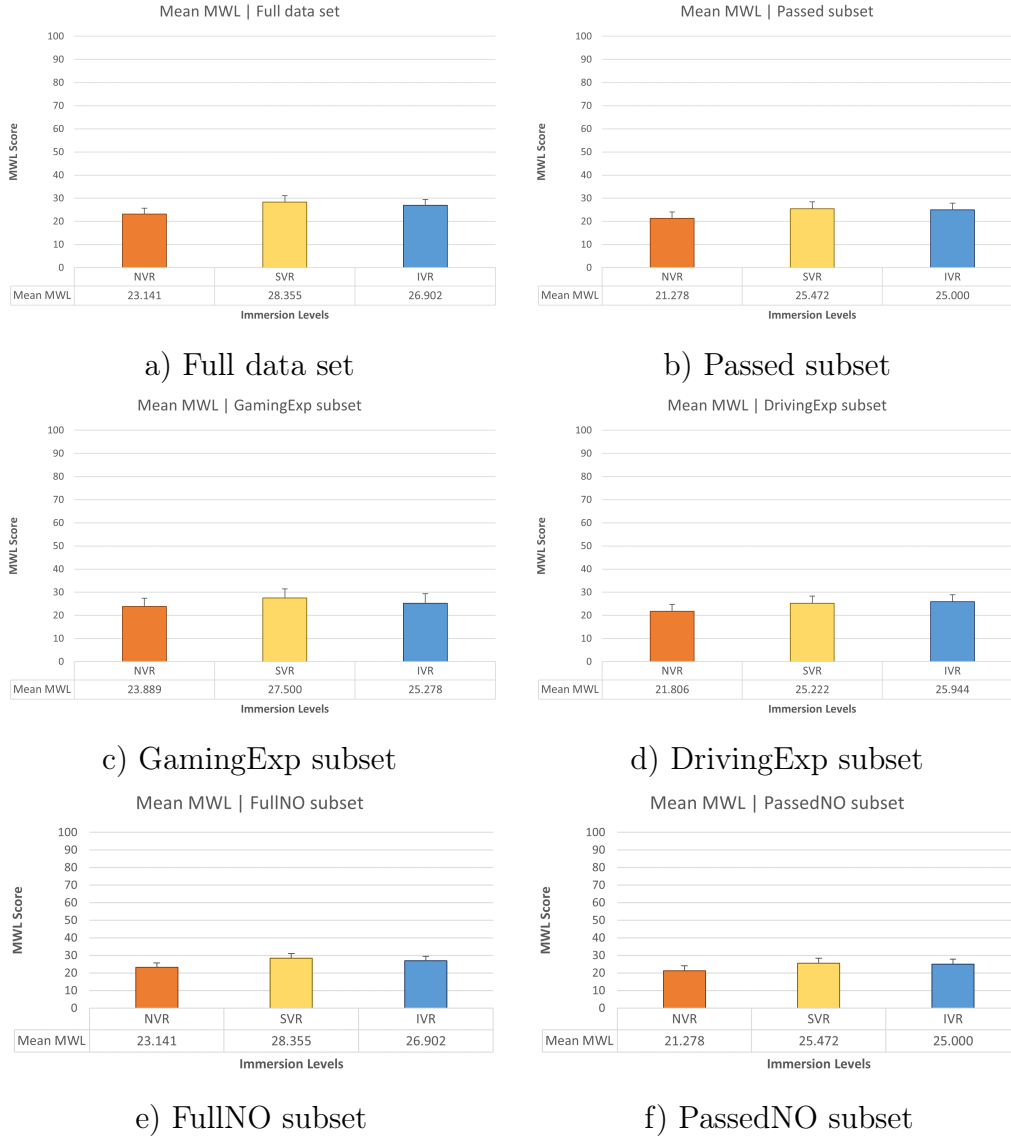 Mean MWL | Full data set
100
90
80
70
60
50
40
30
20
10
0
MWL Score
NVR SVR IVR
Mean MWL 23.141 28.355 26.902
Immersion Levels
a) Full data set
Mean MWL | Passed subset
100
90
80
70
60
50
40
30
20
10
0
MWL Score
NVR SVR IVR
Mean MWL 21.278 25.472 25.000
Immersion Levels
b) Passed subset
Mean MWL | GamingExp subset
100
90
80
70
60
50
40
30
20
10
0
MWL Score
NVR SVR IVR
Mean MWL 23.889 27.500 25.278
Immersion Levels
c) GamingExp subset
Mean MWL | DrivingExp subset
100
90
80
70
60
50
40
30
20
10
0
MWL Score
NVR SVR IVR
Mean MWL 21.806 25.222 25.944
Immersion Levels
d) DrivingExp subset
Mean MWL | FullNO subset
100
90
80
70
60
50
40
30
20
10
0
MWL Score
NVR SVR IVR
Mean MWL 23.141 28.355 26.902
Immersion Levels
e) FullNO subset
Mean MWL | PassedNO subset
100
90
80
70
60
50
40
30
20
10
0
MWL Score
NVR SVR IVR
Mean MWL 21.278 25.472 25.000
Immersion Levels
f) PassedNO subset